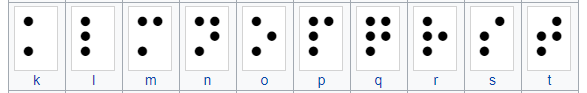 ⠅ ⠇ ⠍ ⠝ ⠕ ⠏ ⠟ ⠗ ⠎ ⠞
k l m n o p q r s t